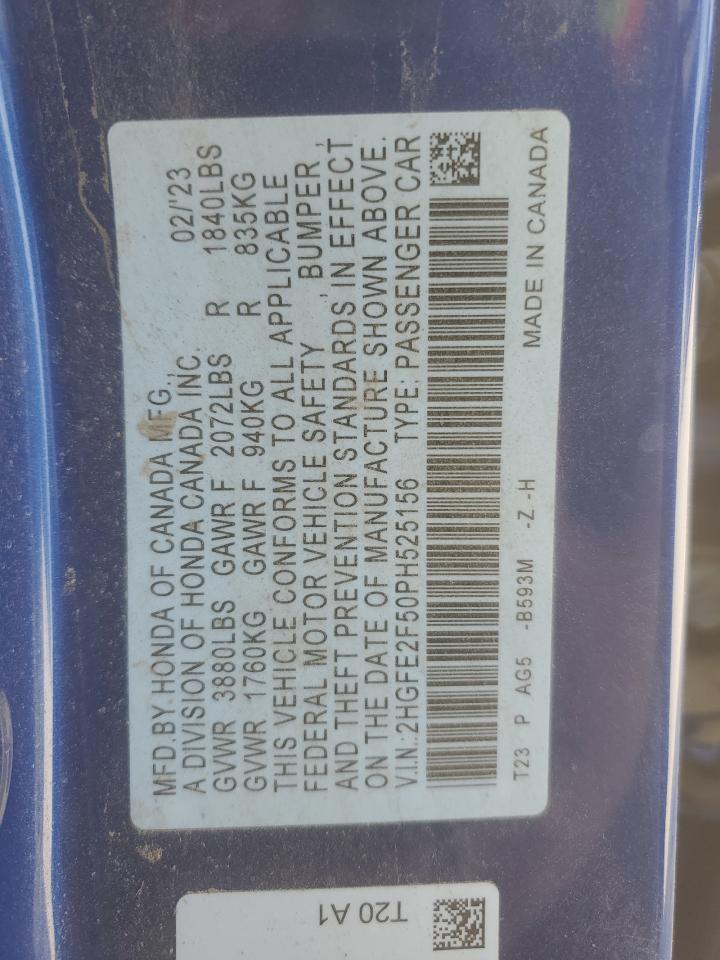 MFD.BY.HONDA OF CANADA MFG.,
A DIVISION OF HONDA CANADA INC. 02/'23
GVWR 3880LBS GAWR F 2072LBS R 1840LBS
GVWR 1760KG GAWR F 940KG R 835KG
THIS VEHICLE CONFORMS TO ALL APPLICABLE
FEDERAL MOTOR VEHICLE SAFETY , BUMPER ,
AND THEFT PREVENTION STANDARDS, IN EFFECT
ON THE DATE OF MANUFACTURE SHOWN ABOVE.
V.I.N.:2HGFE2F50PH525156 TYPE: PASSENGER CAR
T23 P AG5 -B593M -Z -H MADE IN CANADA
T20 A1